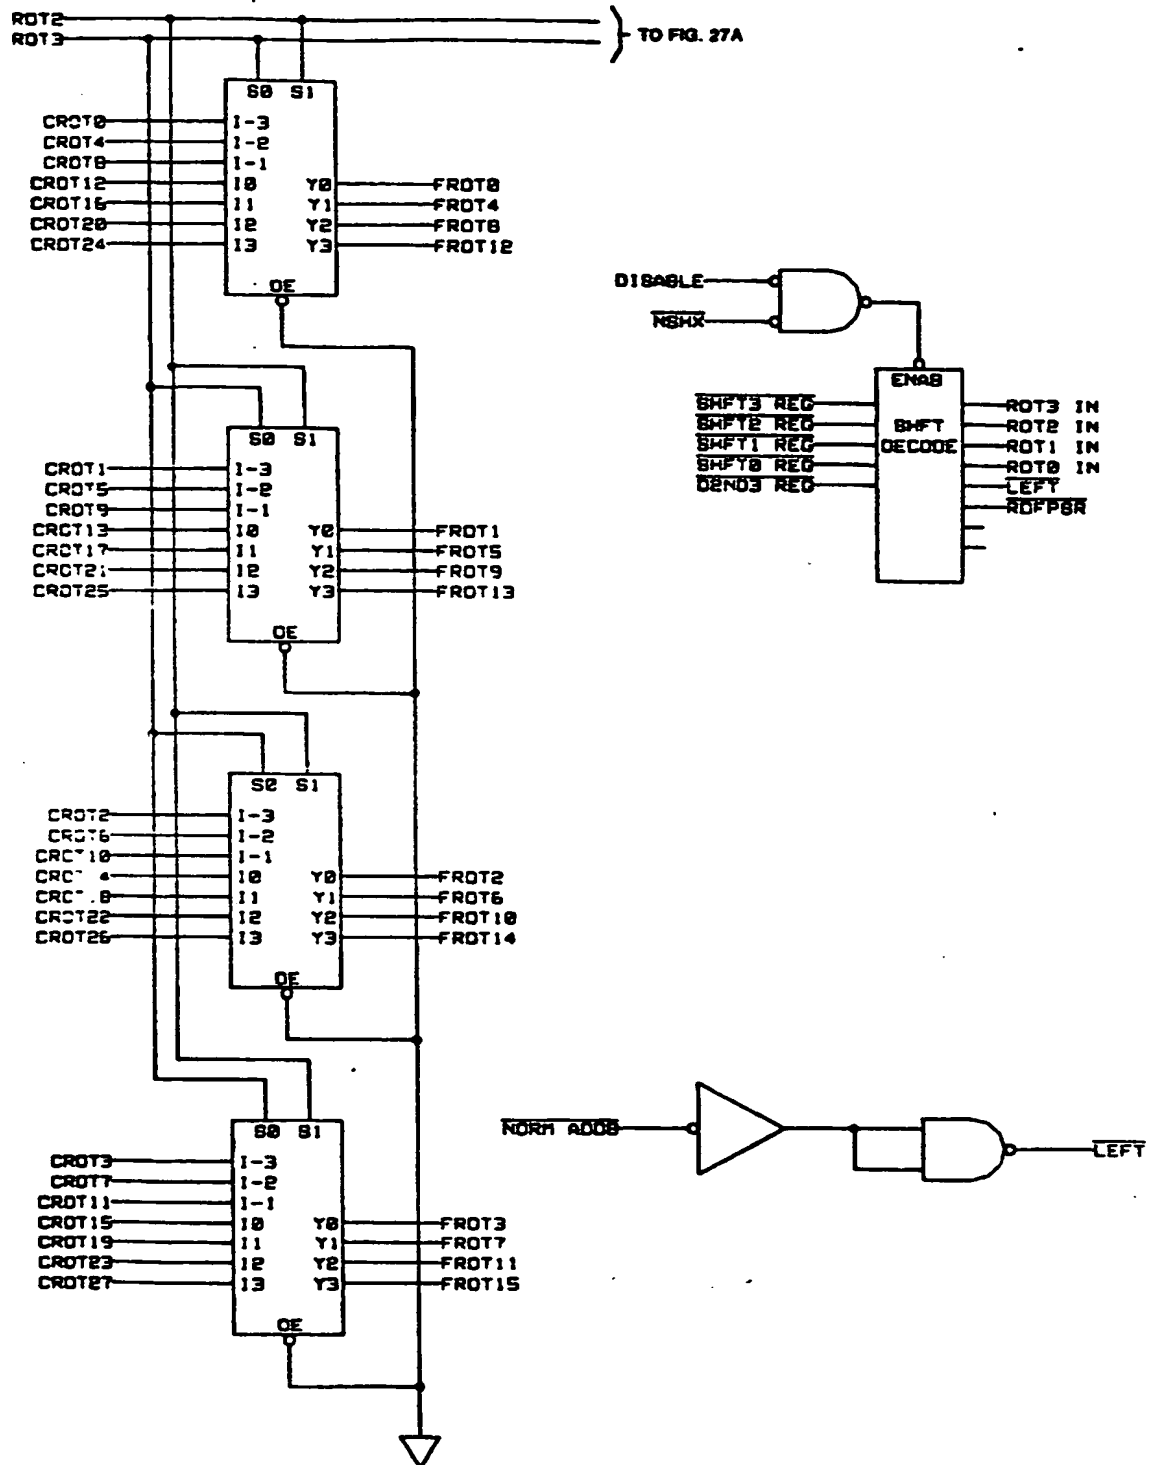 ROT2
ROT3
TO FIG. 27A
S0 S1
CROT0 I-3
CROT4 I-2
CROT8 I-1
CROT12 I0 Y0 FROT0
CROT16 I1 Y1 FROT4
CROT20 I2 Y2 FROT8
CROT24 I3 Y3 FROT12
OE
DISABLE
NSHX
ENAB
SHFT DECODE
SHFT3 REG ROT3 IN
SHFT2 REG ROT2 IN
SHFT1 REG ROT1 IN
SHFT0 REG ROT0 IN
D2ND3 REG LEFT
RDFPSR
S0 S1
CROT1 I-3
CROT5 I-2
CROT9 I-1
CROT13 I0 Y0 FROT1
CROT17 I1 Y1 FROT5
CROT21 I2 Y2 FROT9
CROT25 I3 Y3 FROT13
OE
S0 S1
CROT2 I-3
CROT6 I-2
CROT10 I-1
I0 Y0 FROT2
I1 Y1 FROT6
CROT22 I2 Y2 FROT10
CROT26 I3 Y3 FROT14
OE
S0 S1
CROT3 I-3
CROT7 I-2
CROT11 I-1
CROT15 I0 Y0 FROT3
CROT19 I1 Y1 FROT7
CROT23 I2 Y2 FROT11
CROT27 I3 Y3 FROT15
OE
NORM ADDS
LEFT